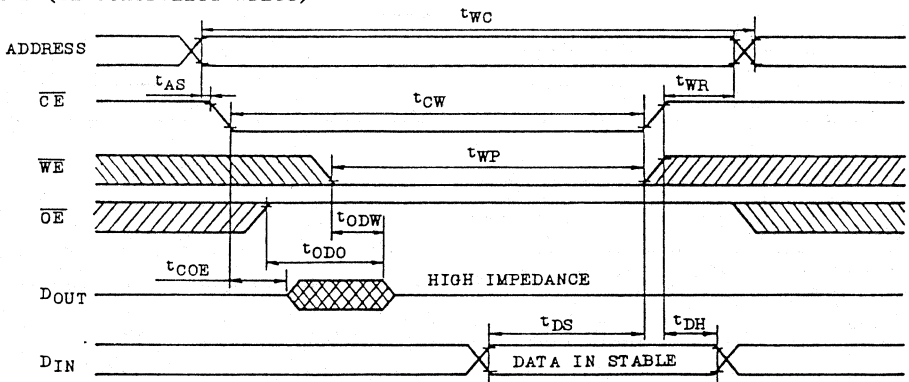 tWC
ADDRESS
tAS
tWR
CE
tCW
WE
tWP
OE
tODW
tODO
tCOE
HIGH IMPEDANCE
DOUT
tDS
tDH
DIN
DATA IN STABLE